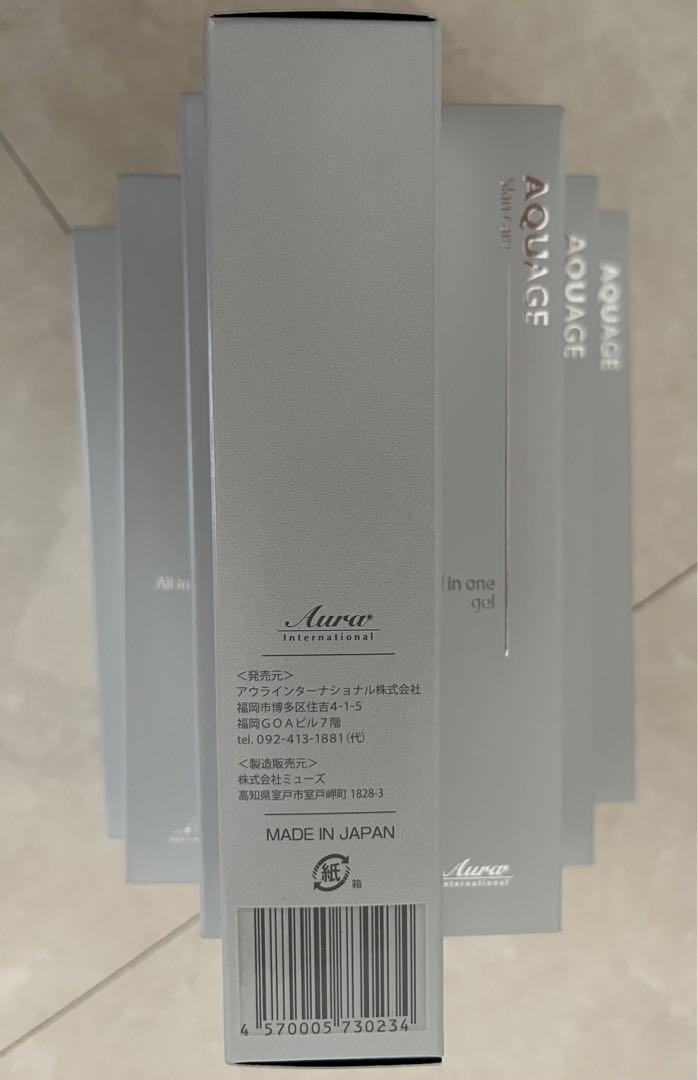 AQUAGE
Skin care
AQUAGE
AQUAGE
All in
l in one
gel
Aura
International
＜発売元＞
アウラインターナショナル株式会社
福岡市博多区住吉4-1-5
福岡ＧＯＡビル７階
tel. 092-413-1881（代）
＜製造販売元＞
株式会社ミューズ
高知県室戸市室戸岬町 1828-3
MADE IN JAPAN
紙
箱
Aura
nternational
4 570005 730234